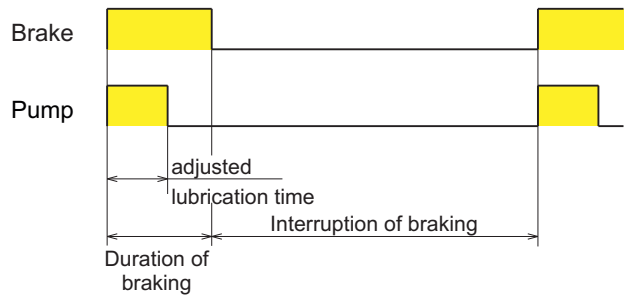 Brake
Pump
adjusted
lubrication time
Interruption of braking
Duration of
braking